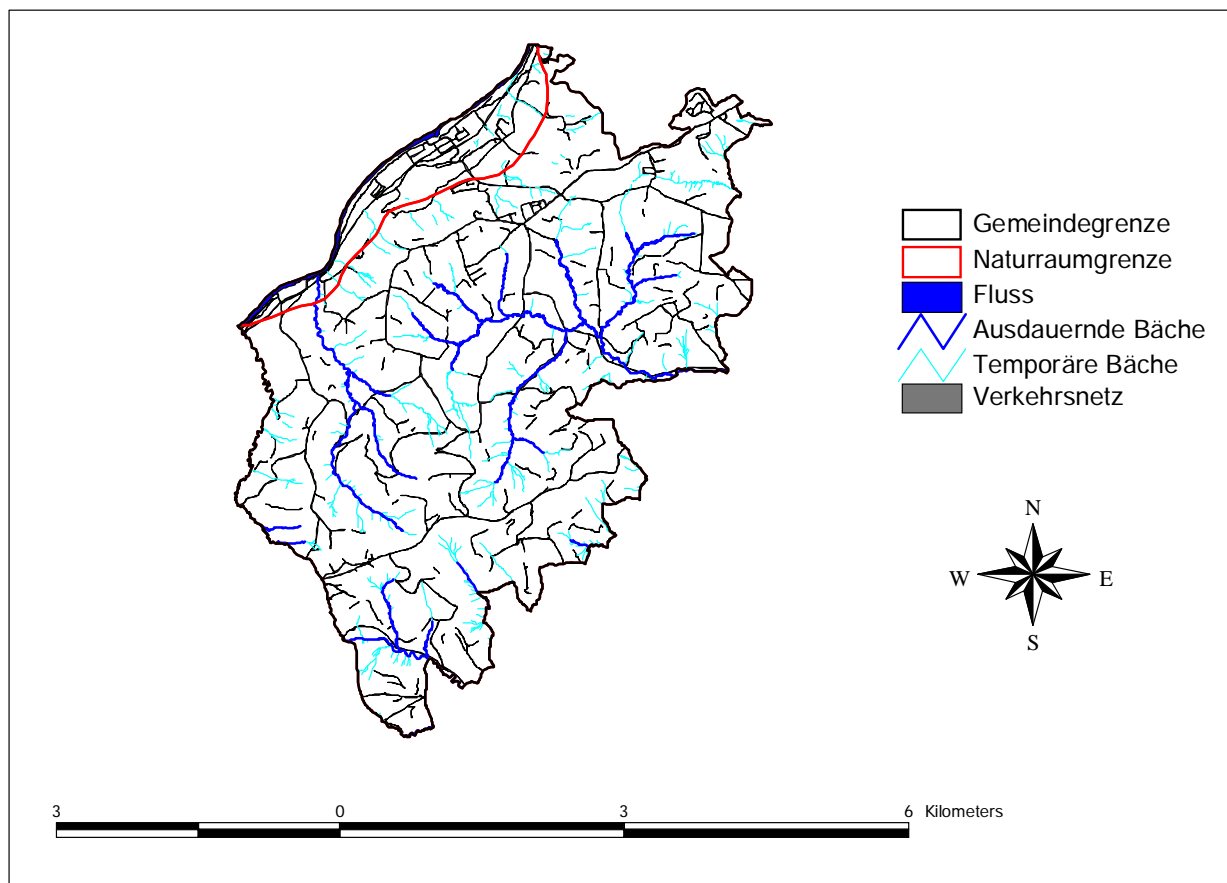 Gemeindegrenze
Naturraumgrenze
Fluss
Ausdauernde Bäche
Temporäre Bäche
Verkehrsnetz
N
W E
S
3 0 3 6 Kilometers